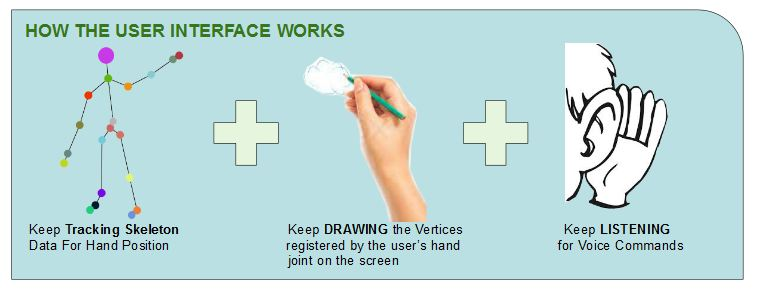 HOW THE USER INTERFACE WORKS
Keep Tracking Skeleton
Data For Hand Position
Keep DRAWING the Vertices
registered by the user's hand
joint on the screen
Keep LISTENING
for Voice Commands